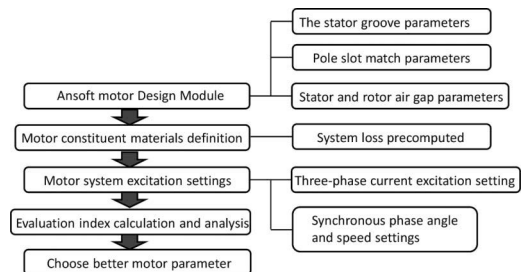 The stator groove parameters
Pole slot match parameters
Ansoft motor Design Module
Stator and rotor air gap parameters
Motor constituent materials definition
System loss precomputed
Motor system excitation settings
Three-phase current excitation setting
Evaluation index calculation and analysis
Synchronous phase angle
and speed settings
Choose better motor parameter